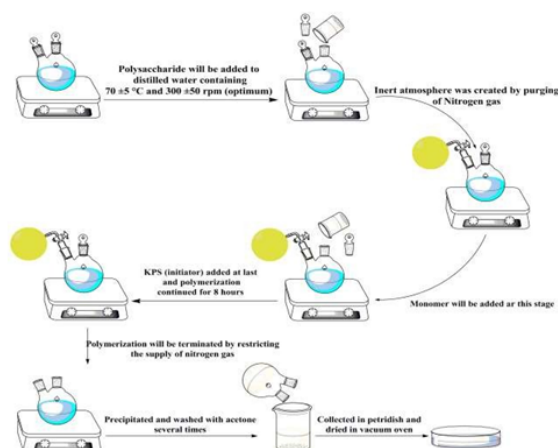 Polysaccharide will be added to
distilled water containing
70 ±5 °C and 300 ±50 rpm (optimum)
Inert atmosphere was created by purging
of Nitrogen gas
Monomer will be added ar this stage
KPS (initiator) added at last
and polymerization
continued for 8 hours
Polymerization will be terminated by restricting
the supply of nitrogen gas
Precipitated and washed with acetone
several times
Collected in petridish and
dried in vacuum oven